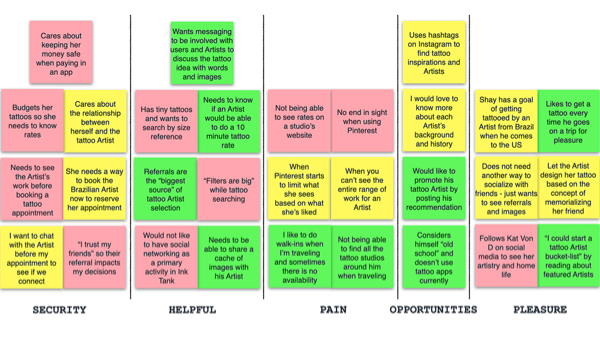 Cares about
keeping her
money safe
when paying in
an app
Wants messaging
to be involved with
users and Artists to
discuss the tattoo
idea with words
and images
Uses hashtags
on Instagram to find
tattoo
inspirations and
Artists
Budgets her
tattoos so she
needs to know
rates
Cares about
the relationship
between
herself and the
tattoo Artist
Has tiny tattoos
and wants to
search by size
reference
Needs to
know if an Artist
would be able
to do a 10
minute tattoo
rate
Not being able
to see rates
on a studio's
website
No end in sight
when using
Pinterest
I would love to
know more
about each
Artist's
background
and history
Shay has a goal
of getting
tattooed by an
Artist from Brazil
when he comes
to the US
Likes to get a
tattoo every
time he goes
on a trip for
pleasure
Needs to see
the Artist's
work before
booking a
tattoo
appointment
She needs a way
to book the
Brazilian Artist
now to reserve
her appointment
Referrals are the
"biggest
source" of
tattoo Artist
selection
"Filters are big"
while tattoo
searching
When
Pinterest starts
to limit what
she sees
based on what
she's liked
When you
can't see the
entire range
of work for an
Artist
Would like to
promote his
tattoo Artist by
posting his
recommendation
Does not need
another way to
socialize with
friends - just wants
to see referrals
and images
Let the Artist
design her tattoo
based on the
concept of
memorializing
her friend
I want to chat
with the Artist
before my
appointment to
see if we
connect
"I trust my
friends" so their
referral impacts
my decisions
Would not like
to have social
networking as
a primary
activity in Ink
Tank
Needs to be
able to share a
cache of
images with
his Artist
I like to do
walk-ins when
I'm traveling and
sometimes
there is no
availability
Not being able
to find all the
tattoo studios
around him
when traveling
Considers
himself "old
school" and
doesn't use
tattoo apps
currently
Follows Kat Von
D on social
media to see her
artistry and home
life
"I could start a
tattoo Artist
bucket-list" by
reading about
featured Artists
SECURITY
HELPFUL
PAIN
OPPORTUNITIES
PLEASURE